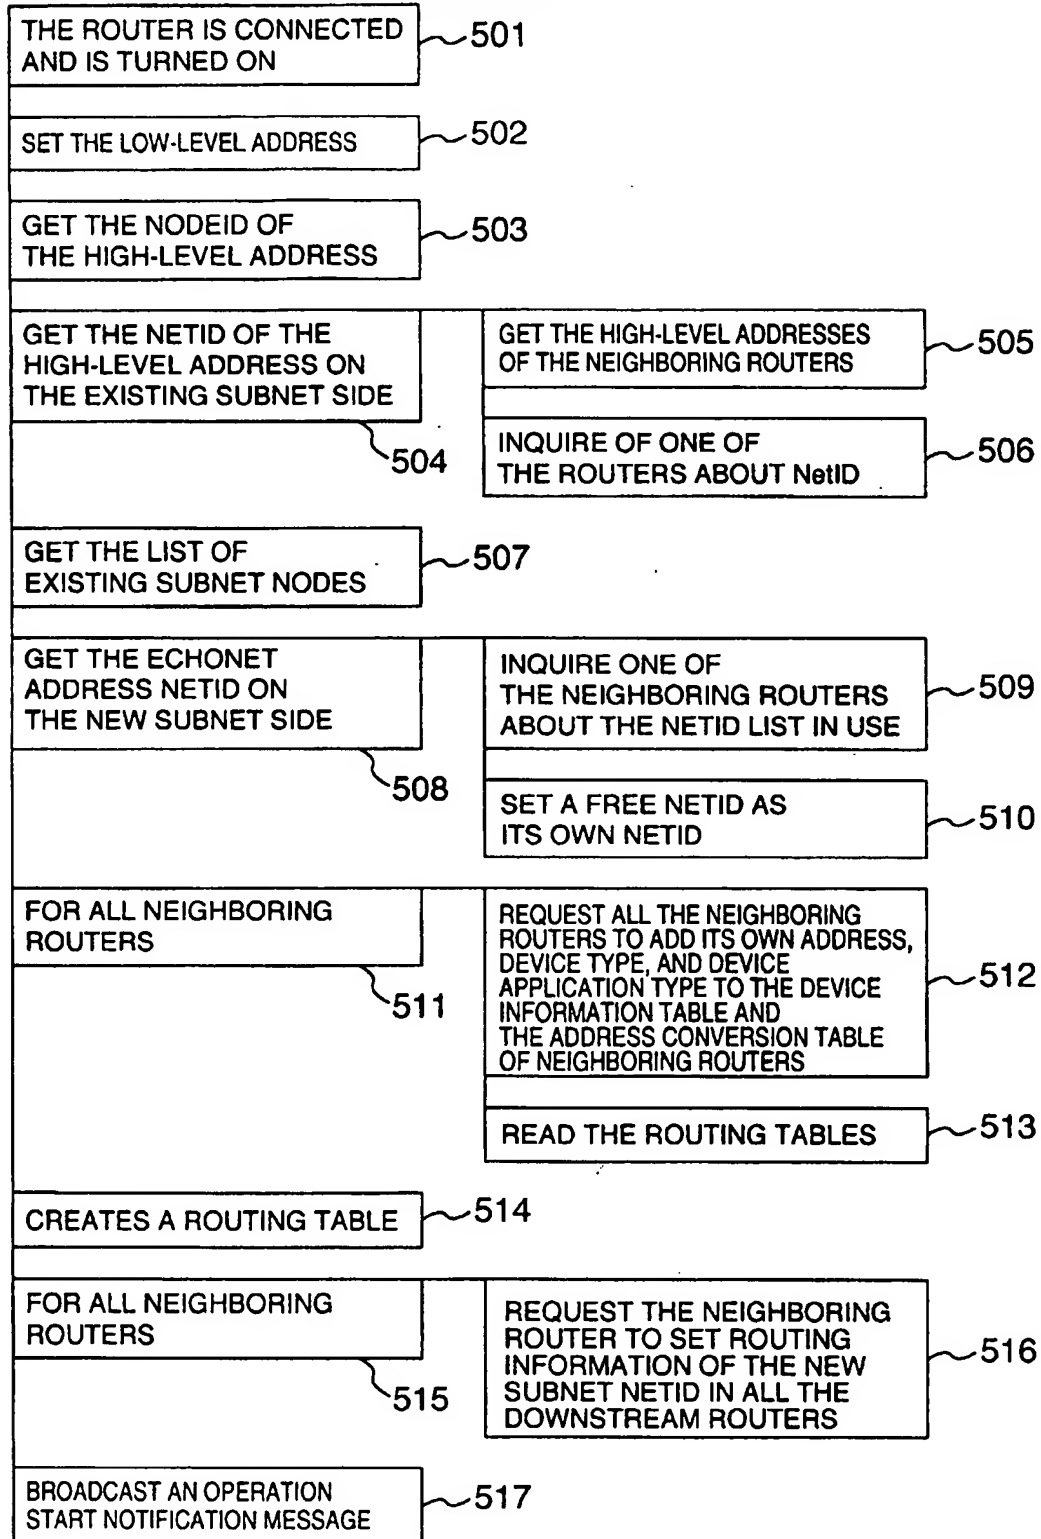 THE ROUTER IS CONNECTED
AND IS TURNED ON
501
SET THE LOW-LEVEL ADDRESS
502
GET THE NODEID OF
THE HIGH-LEVEL ADDRESS
503
GET THE NETID OF THE
HIGH-LEVEL ADDRESS ON
THE EXISTING SUBNET SIDE
504
GET THE HIGH-LEVEL ADDRESSES
OF THE NEIGHBORING ROUTERS
505
INQUIRE OF ONE OF
THE ROUTERS ABOUT NetID
506
GET THE LIST OF
EXISTING SUBNET NODES
507
GET THE ECHONET
ADDRESS NETID ON
THE NEW SUBNET SIDE
508
INQUIRE ONE OF
THE NEIGHBORING ROUTERS
ABOUT THE NETID LIST IN USE
509
SET A FREE NETID AS
ITS OWN NETID
510
FOR ALL NEIGHBORING
ROUTERS
511
REQUEST ALL THE NEIGHBORING
ROUTERS TO ADD ITS OWN ADDRESS,
DEVICE TYPE, AND DEVICE
APPLICATION TYPE TO THE DEVICE
INFORMATION TABLE AND
THE ADDRESS CONVERSION TABLE
OF NEIGHBORING ROUTERS
512
READ THE ROUTING TABLES
513
CREATES A ROUTING TABLE
514
FOR ALL NEIGHBORING
ROUTERS
515
REQUEST THE NEIGHBORING
ROUTER TO SET ROUTING
INFORMATION OF THE NEW
SUBNET NETID IN ALL THE
DOWNSTREAM ROUTERS
516
BROADCAST AN OPERATION
START NOTIFICATION MESSAGE
517